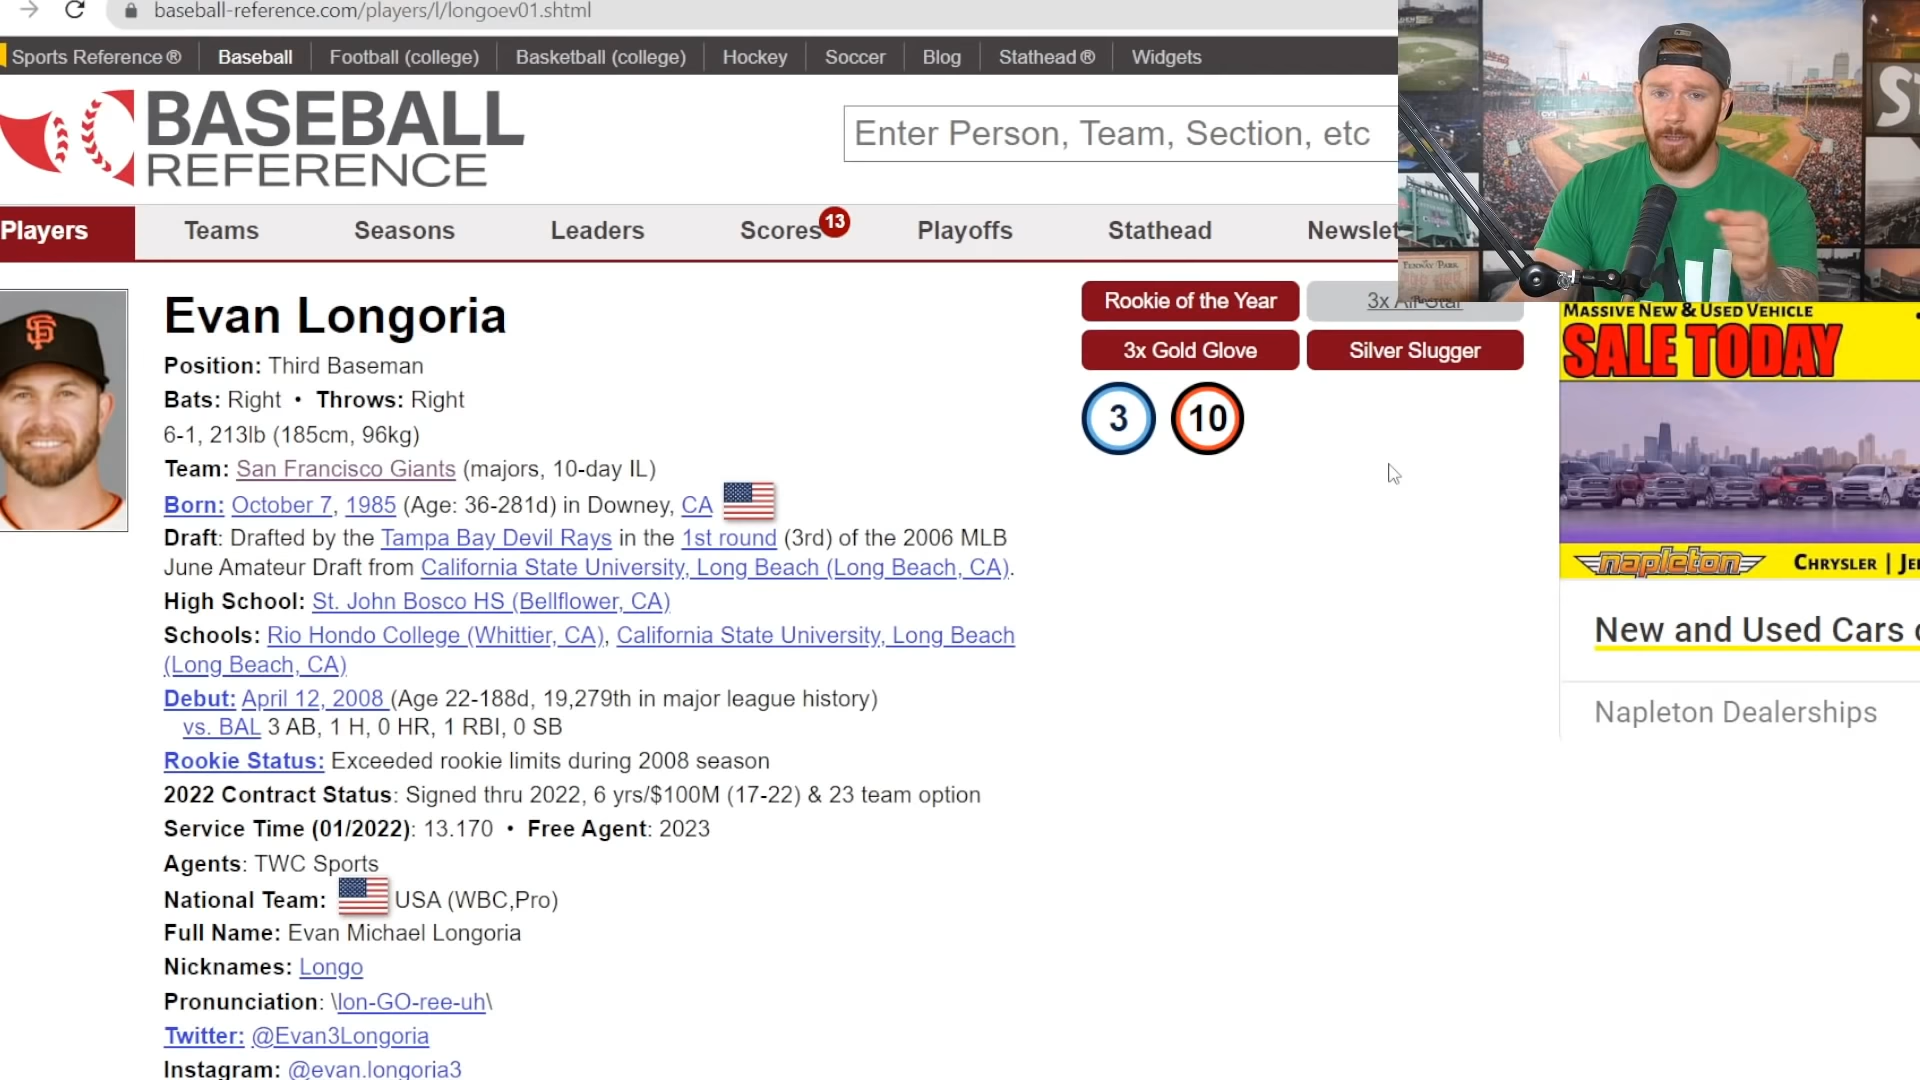 baseball-reference.com/players/l/longoev01.shtml
Sports Reference ® Baseball Football (college) Basketball (college) Hockey Soccer Blog Stathead ® Widgets
BASEBALL
REFERENCE
Enter Person, Team, Section, etc
Players Teams Seasons Leaders Scores 13 Playoffs Stathead Newslet
FENWAY PARK
Evan Longoria
Rookie of the Year 3x All-Star
3x Gold Glove Silver Slugger
3 10
Position: Third Baseman
Bats: Right • Throws: Right
6-1, 213lb (185cm, 96kg)
Team: San Francisco Giants (majors, 10-day IL)
Born: October 7, 1985 (Age: 36-281d) in Downey, CA
Draft: Drafted by the Tampa Bay Devil Rays in the 1st round (3rd) of the 2006 MLB
June Amateur Draft from California State University, Long Beach (Long Beach, CA).
High School: St. John Bosco HS (Bellflower, CA)
Schools: Rio Hondo College (Whittier, CA), California State University, Long Beach
(Long Beach, CA)
Debut: April 12, 2008 (Age 22-188d, 19,279th in major league history)
vs. BAL 3 AB, 1 H, 0 HR, 1 RBI, 0 SB
Rookie Status: Exceeded rookie limits during 2008 season
2022 Contract Status: Signed thru 2022, 6 yrs/$100M (17-22) & 23 team option
Service Time (01/2022): 13.170 • Free Agent: 2023
Agents: TWC Sports
National Team: USA (WBC,Pro)
Full Name: Evan Michael Longoria
Nicknames: Longo
Pronunciation: \lon-GO-ree-uh\
Twitter: @Evan3Longoria
Instagram: @evan.longoria3
SF
MASSIVE NEW & USED VEHICLE
SALE TODAY
napleton CHRYSLER | JE
New and Used Cars
Napleton Dealerships